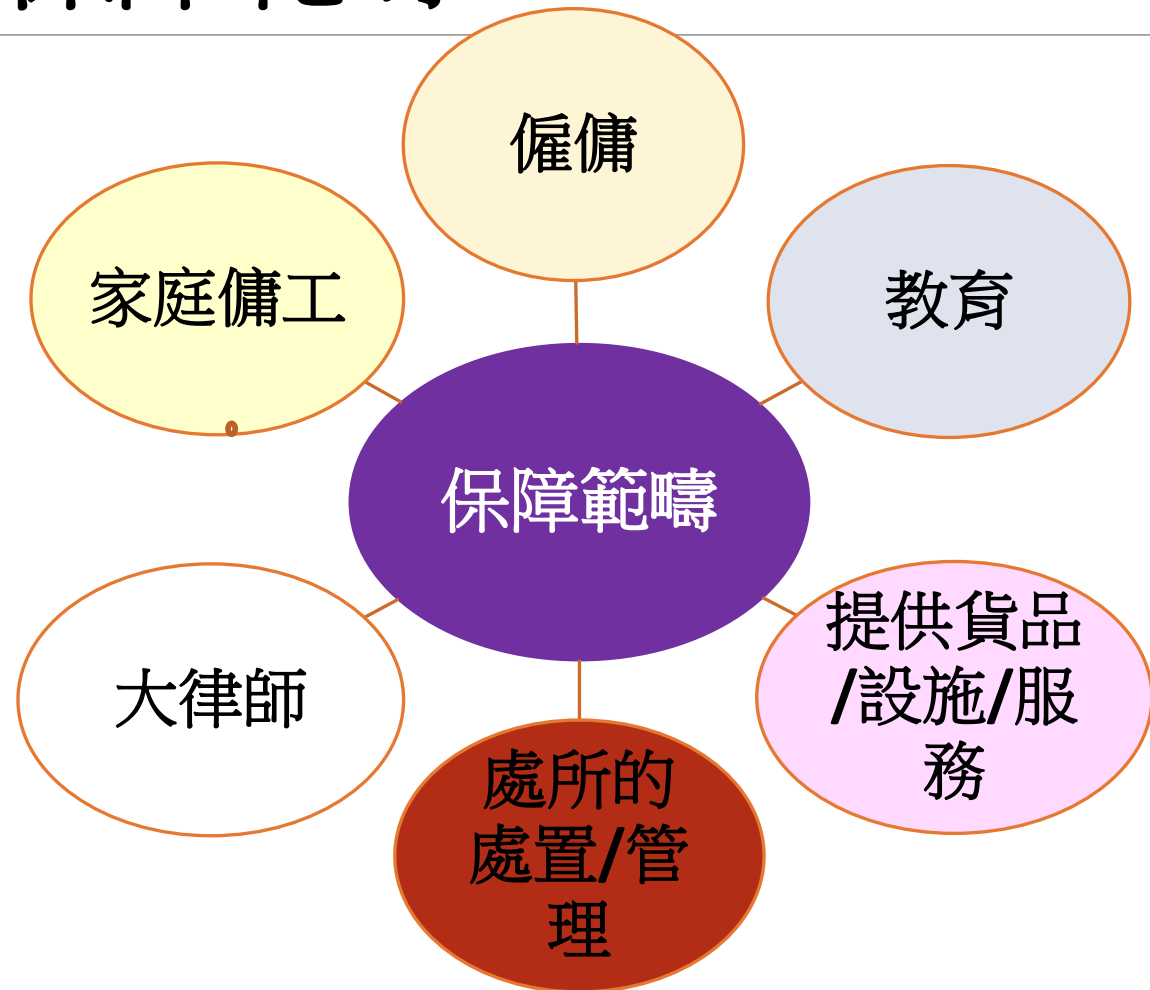 僱傭
家庭傭工
教育
保障範疇
大律師
提供貨品
/設施/服
務
處所的
處置/管
理